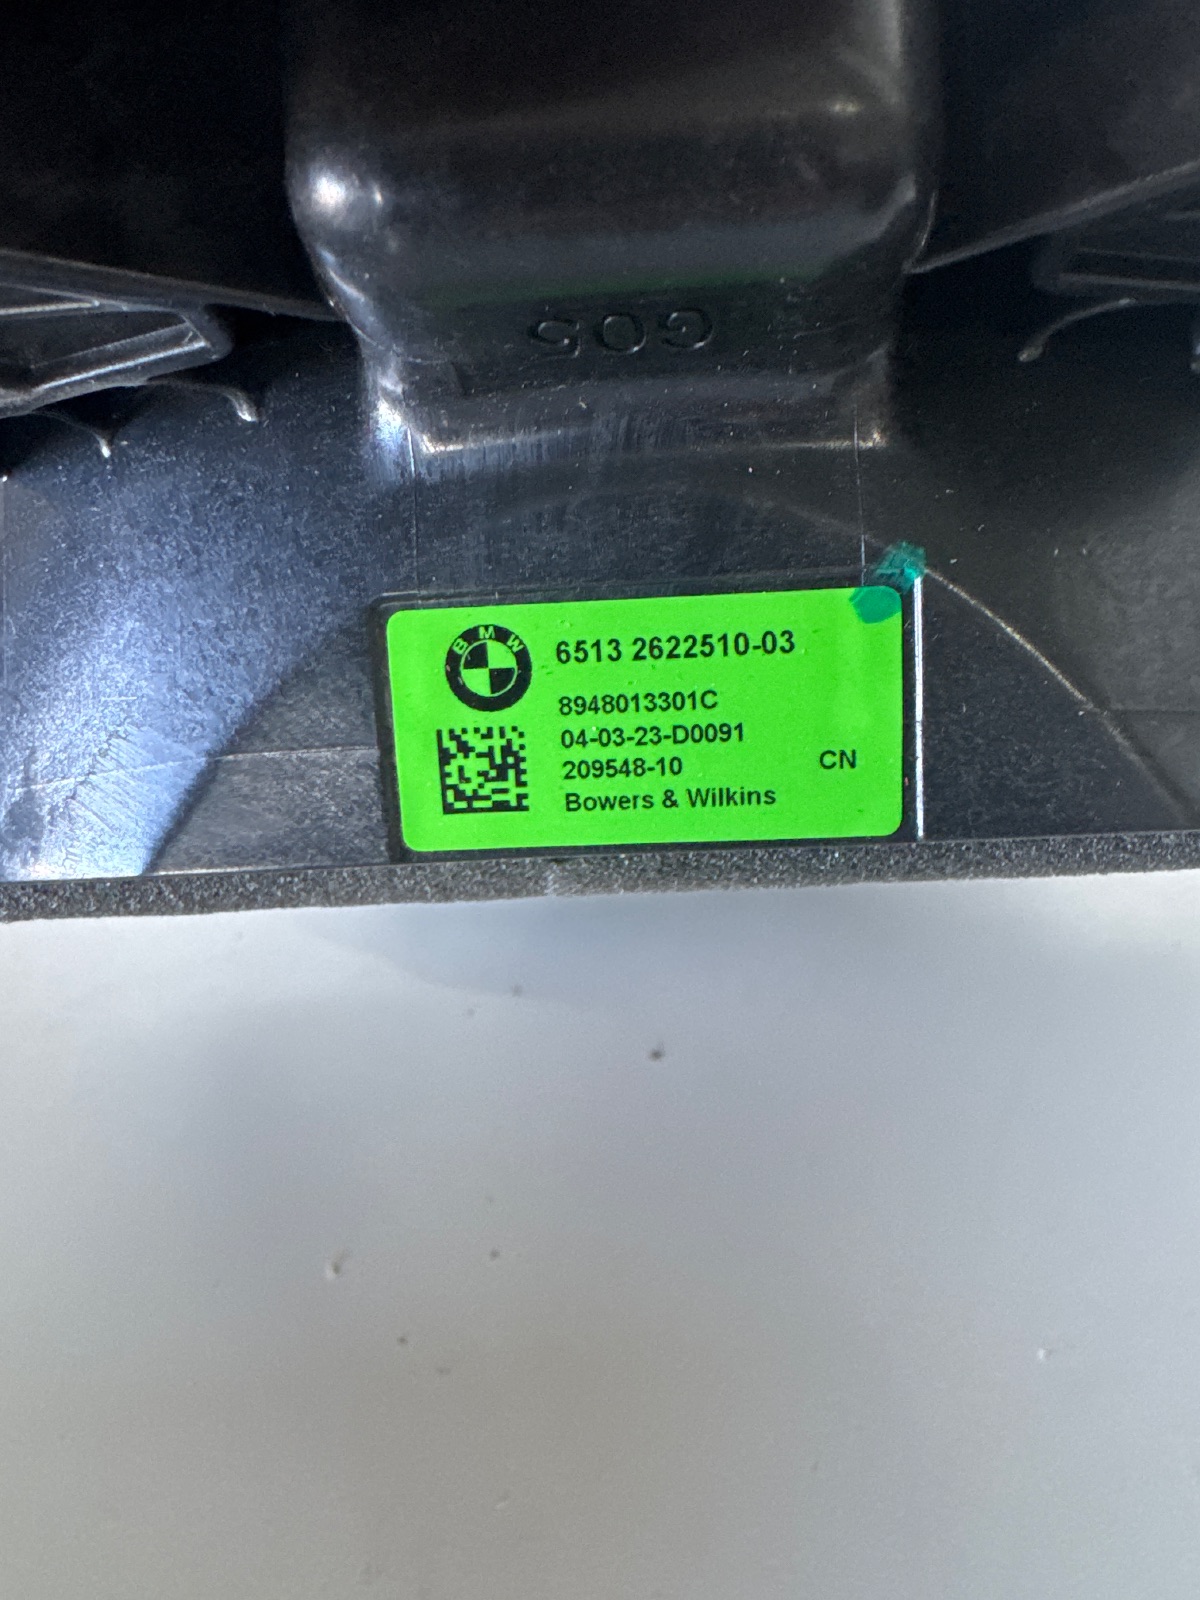 G05
BMW
6513 2622510-03
8948013301C
04-03-23-D0091
209548-10
CN
Bowers & Wilkins